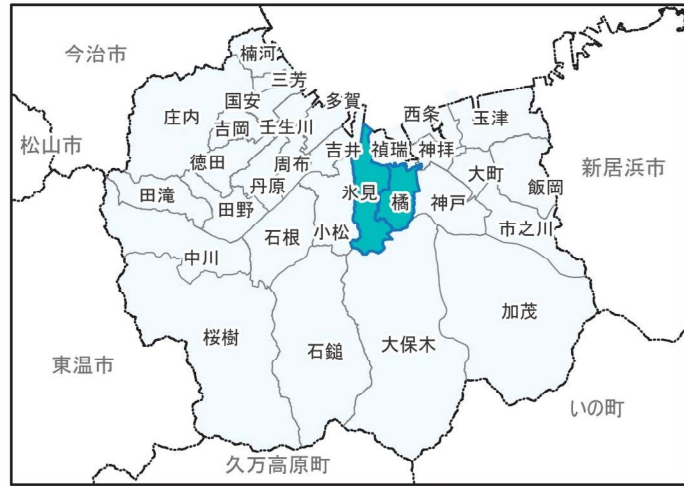 今治市
楠河
三芳
庄内
国安
多賀
西条
玉津
吉岡
壬生川
松山市
吉井
禎瑞
神拝
新居浜市
徳田
周布
大町
飯岡
田滝
丹原
氷見
橘
神戸
田野
石根
小松
市之川
中川
加茂
桜樹
石鎚
大保木
東温市
いの町
久万高原町